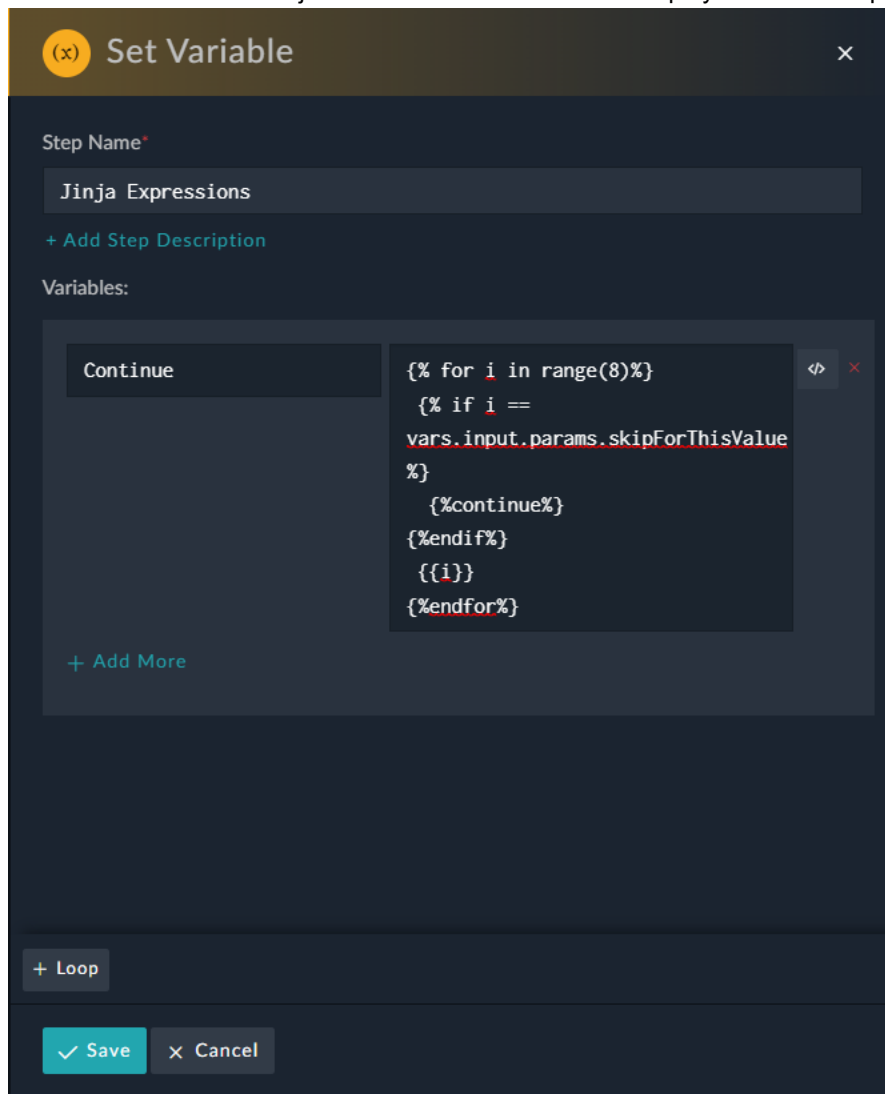 (x) Set Variable ×
Step Name*
Jinja Expressions
+ Add Step Description
Variables:
Continue
{% for i in range(8)%}
{% if i ==
vars.input.params.skipForThisValue
%}
{%continue%}
{%endif%}
{{i}}
{%endfor%}
</> ×
+ Add More
+ Loop
✓ Save × Cancel